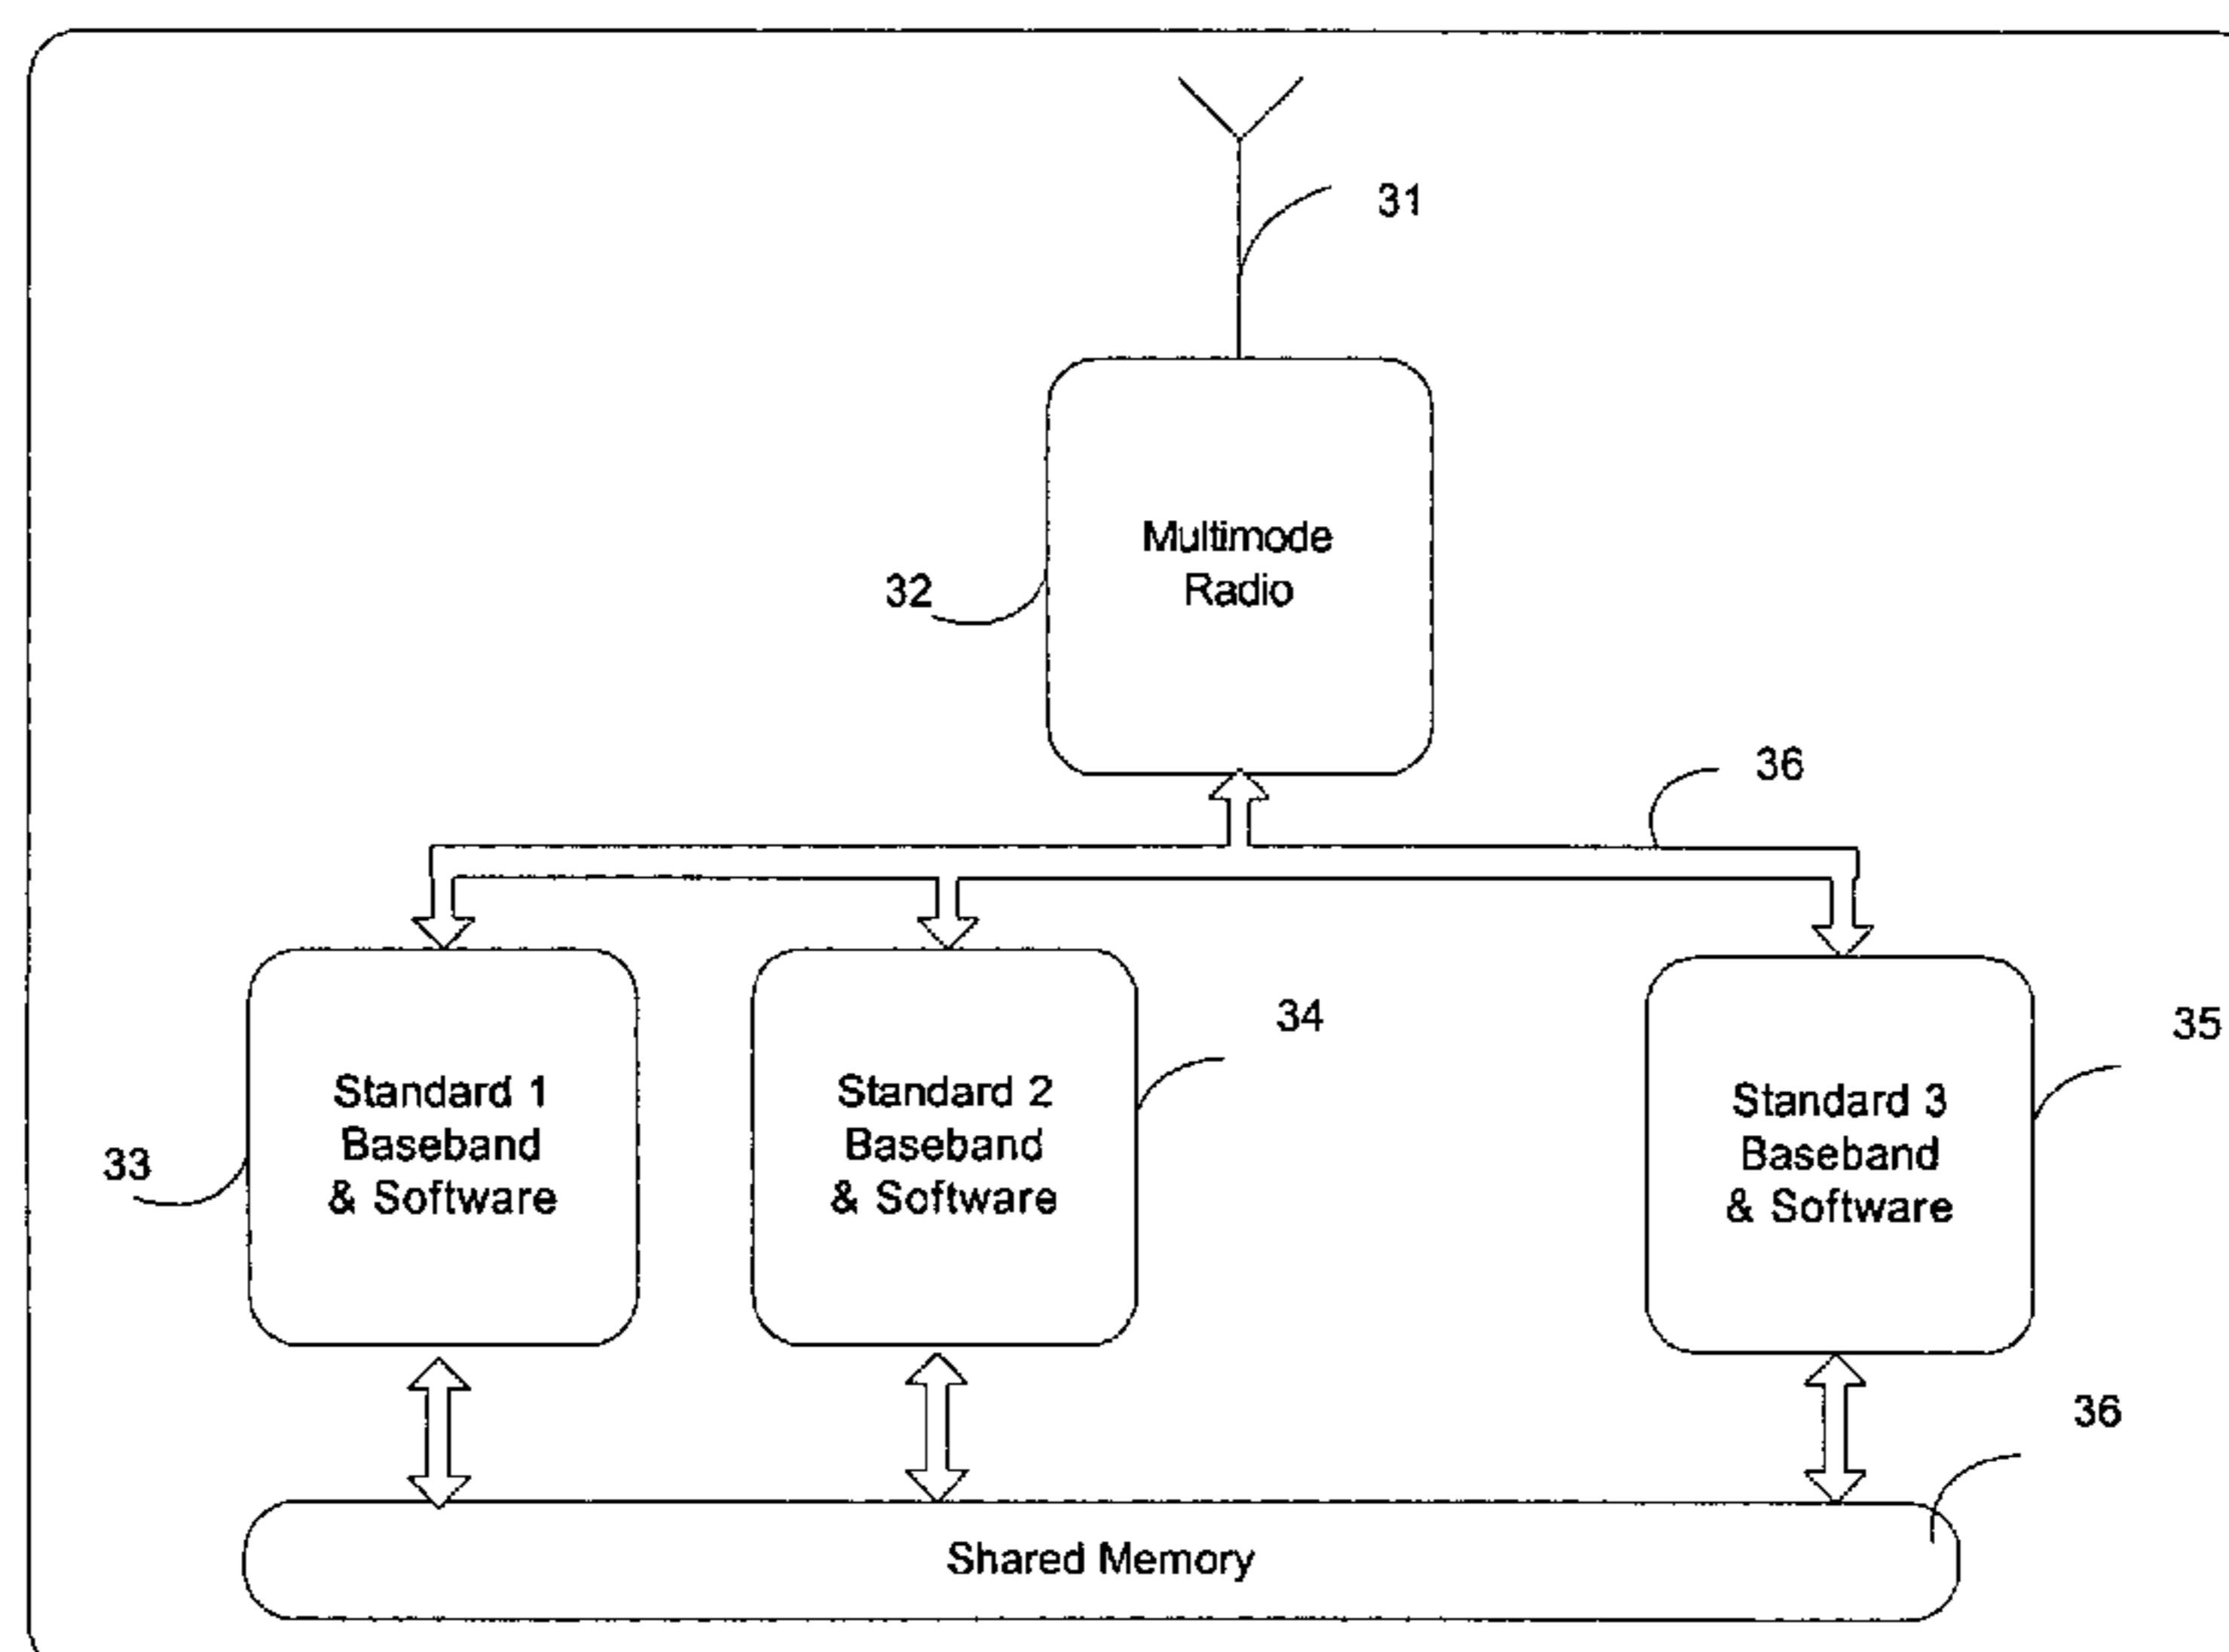 31
Multimode
Radio
32
36
Standard 1
Baseband
& Software
33
Standard 2
Baseband
& Software
34
Standard 3
Baseband
& Software
35
36
Shared Memory